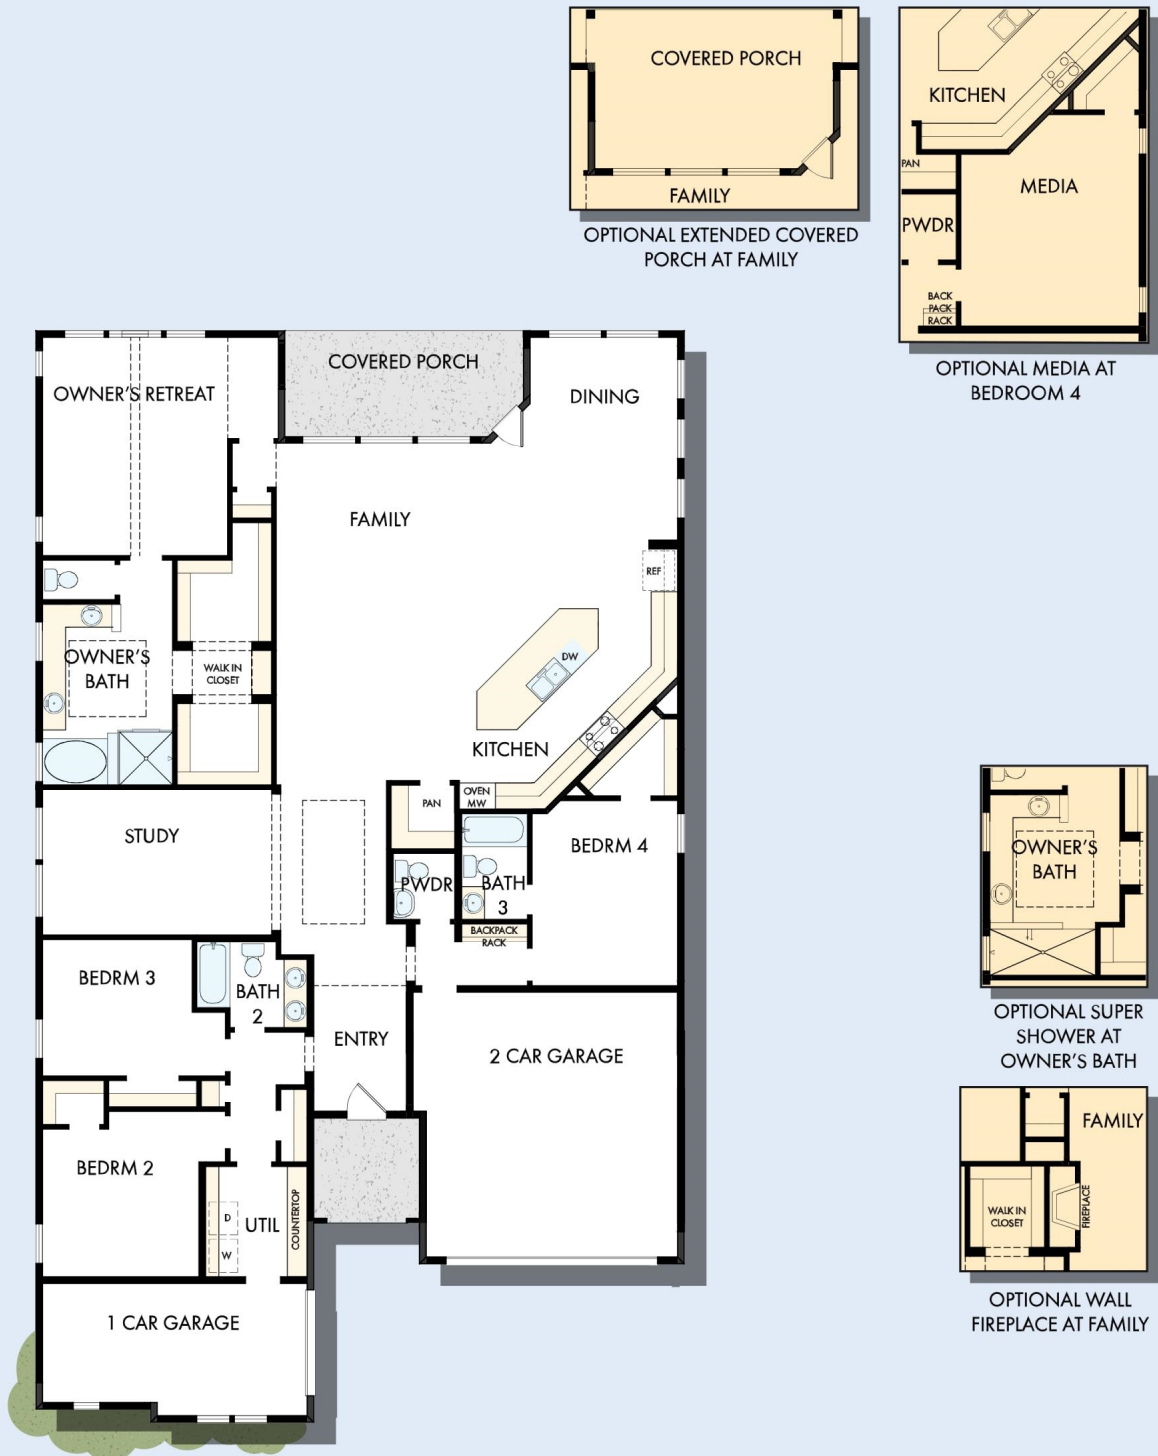 COVERED PORCH
FAMILY
OPTIONAL EXTENDED COVERED
PORCH AT FAMILY
KITCHEN
PAN
MEDIA
PWDR
BACK
PACK
RACK
OPTIONAL MEDIA AT
BEDROOM 4
OWNER'S RETREAT
COVERED PORCH
DINING
FAMILY
REF
OWNER'S
BATH
WALK IN
CLOSET
DW
KITCHEN
OVEN
MW
PAN
STUDY
BEDRM 4
PWDR
BATH
3
BACKPACK
RACK
BEDRM 3
BATH
2
ENTRY
2 CAR GARAGE
BEDRM 2
D
W
UTIL
COUNTERTOP
1 CAR GARAGE
OWNER'S
BATH
OPTIONAL SUPER
SHOWER AT
OWNER'S BATH
FAMILY
WALK IN
CLOSET
FIREPLACE
OPTIONAL WALL
FIREPLACE AT FAMILY